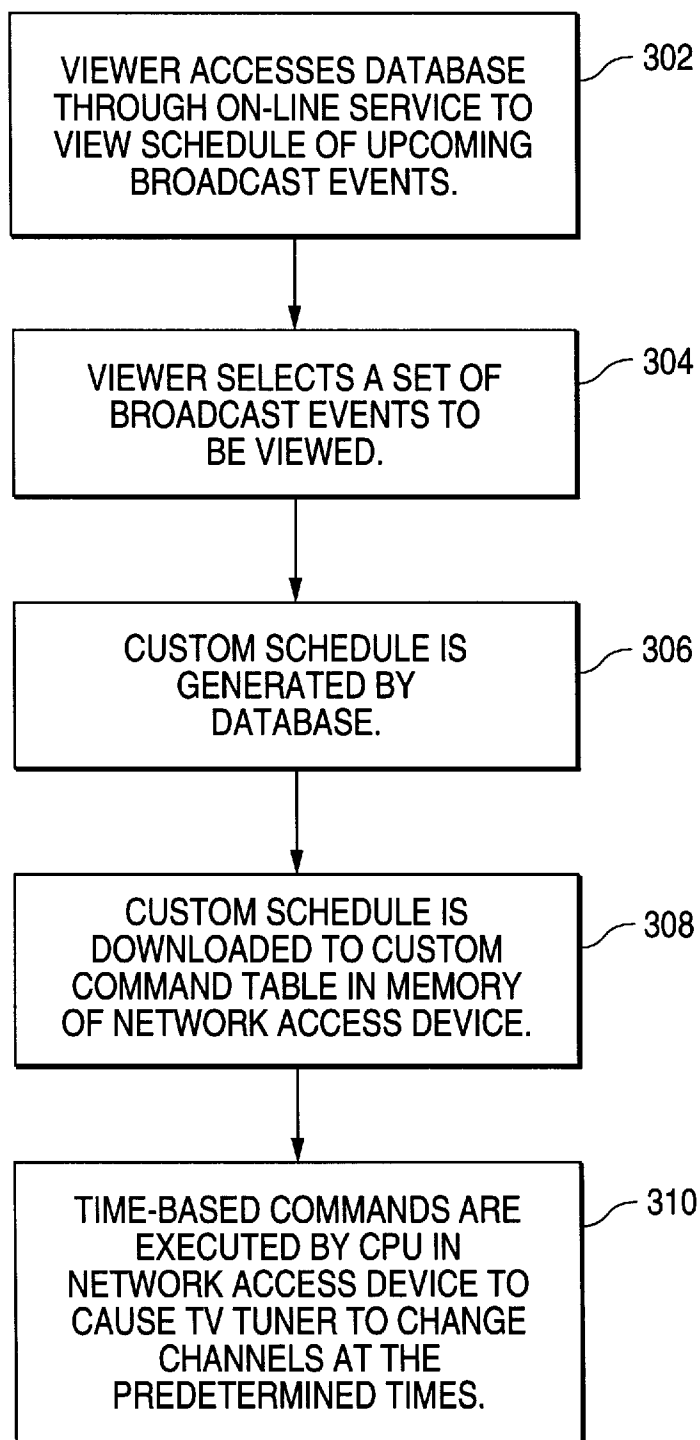 VIEWER ACCESSES DATABASE
THROUGH ON-LINE SERVICE TO
VIEW SCHEDULE OF UPCOMING
BROADCAST EVENTS.
302
VIEWER SELECTS A SET OF
BROADCAST EVENTS TO
BE VIEWED.
304
CUSTOM SCHEDULE IS
GENERATED BY
DATABASE.
306
CUSTOM SCHEDULE IS
DOWNLOADED TO CUSTOM
COMMAND TABLE IN MEMORY
OF NETWORK ACCESS DEVICE.
308
TIME-BASED COMMANDS ARE
EXECUTED BY CPU IN
NETWORK ACCESS DEVICE TO
CAUSE TV TUNER TO CHANGE
CHANNELS AT THE
PREDETERMINED TIMES.
310